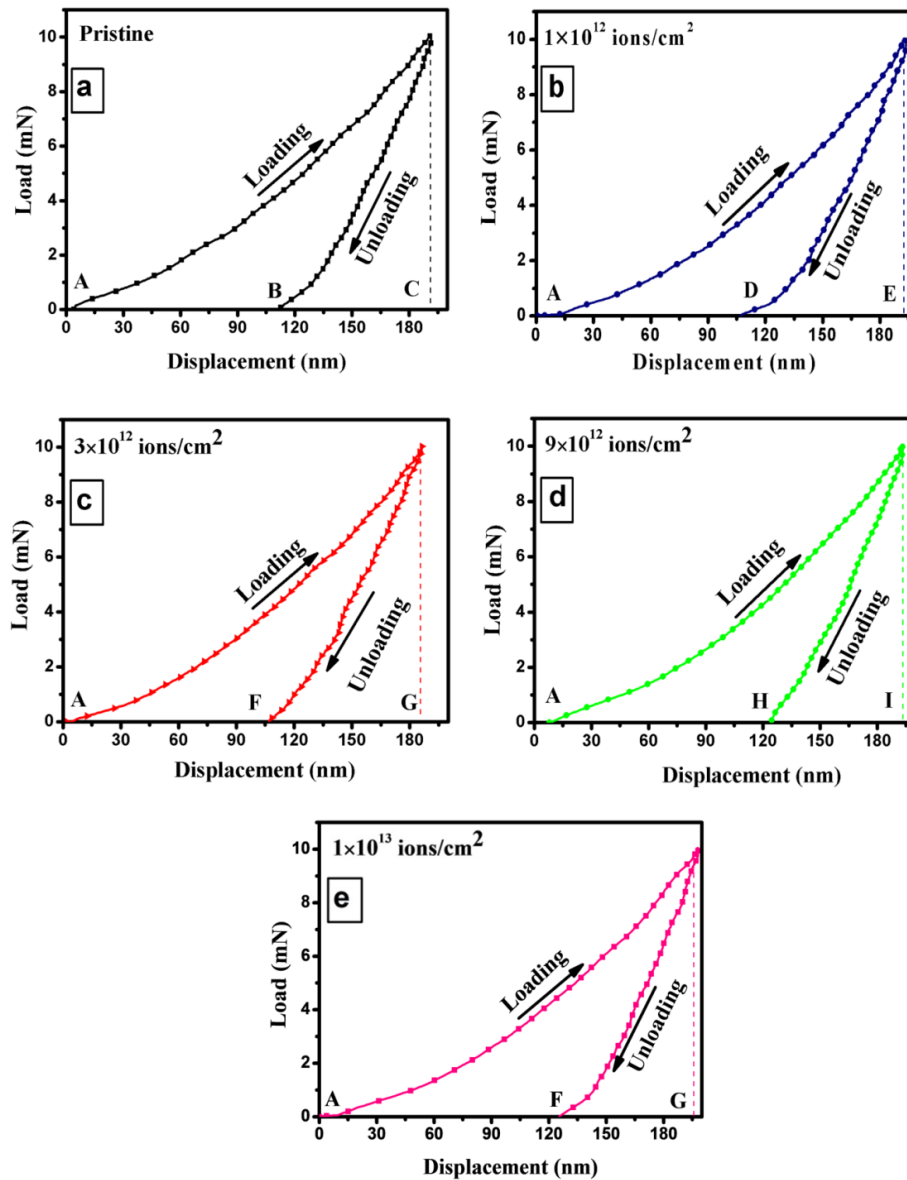 Pristine
a
Loading
Unloading
A
B
C
10
8
6
4
2
0
0 30 60 90 120 150 180
Load (mN)
Displacement (nm)
1×10¹² ions/cm²
b
Loading
Unloading
A
D
E
10
8
6
4
2
0
0 30 60 90 120 150 180
Load (mN)
Displacement (nm)
3×10¹² ions/cm²
c
Loading
Unloading
A
F
G
10
8
6
4
2
0
0 30 60 90 120 150 180
Load (mN)
Displacement (nm)
9×10¹² ions/cm²
d
Loading
Unloading
A
H
I
10
8
6
4
2
0
0 30 60 90 120 150 180
Load (mN)
Displacement (nm)
1×10¹³ ions/cm²
e
Loading
Unloading
A
F
G
10
8
6
4
2
0
0 30 60 90 120 150 180
Load (mN)
Displacement (nm)